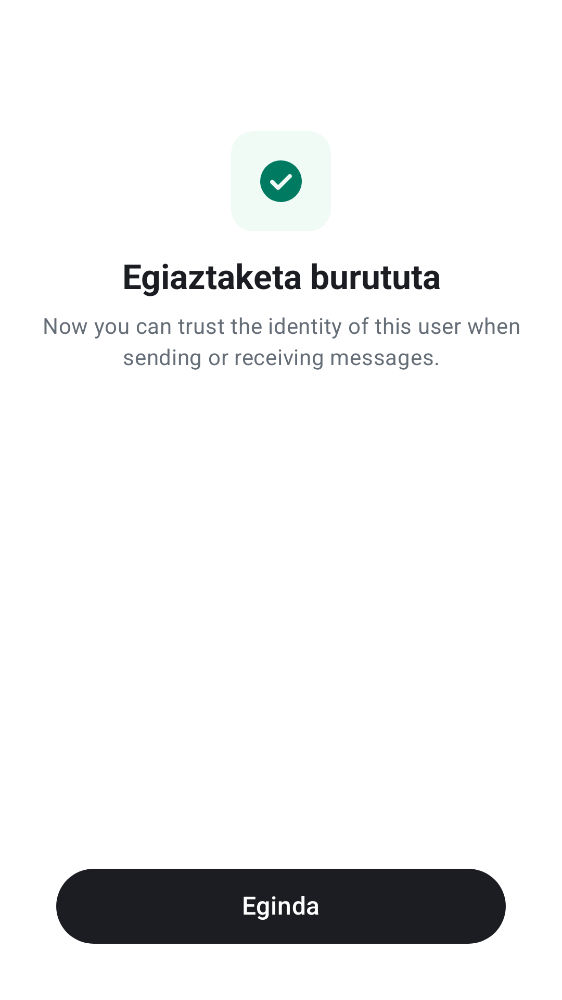 Egiaztaketa burututa
Now you can trust the identity of this user when
sending or receiving messages.
Eginda